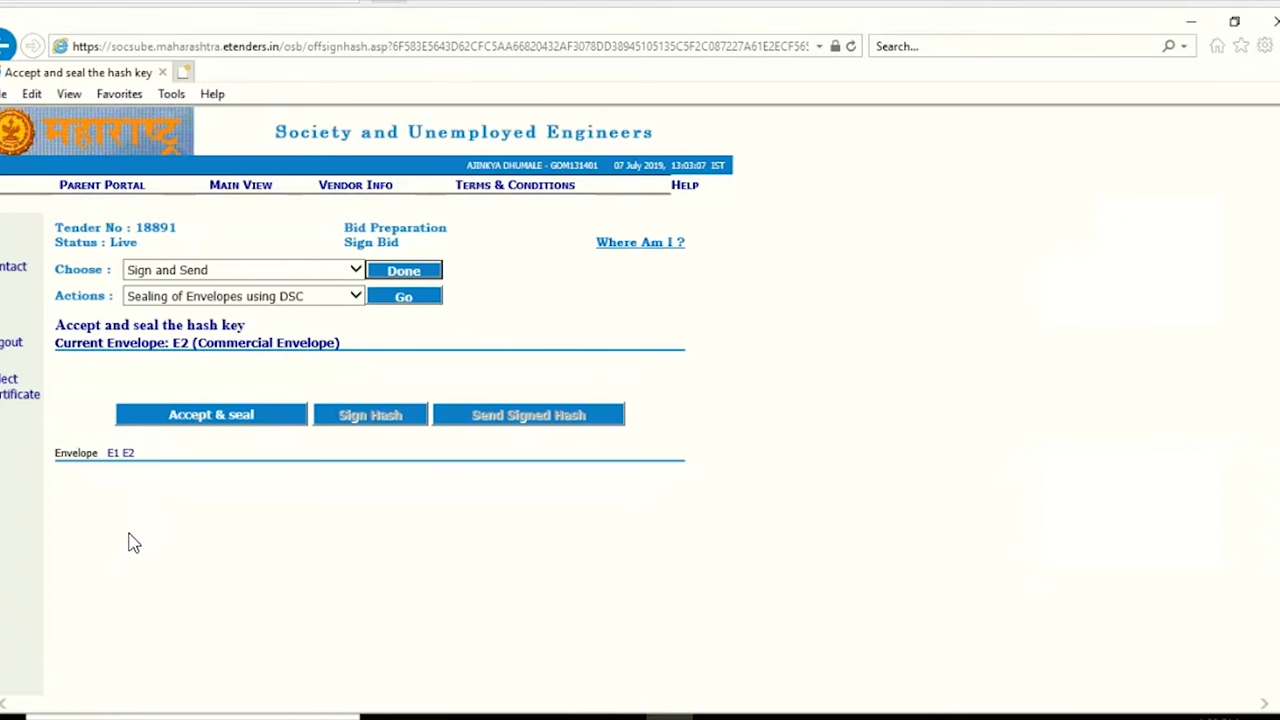 https://socsube.maharashtra.etenders.in/osb/offsignhash.asp?6F583E5643D62CFC5AA66820432AF3078DD38945105135C5F2C087227A61E2ECF56
Search...
Accept and seal the hash key
Edit View Favorites Tools Help
महाराष्ट्र
Society and Unemployed Engineers
AJINKYA DHUMALE - GOM131401 07 July 2019, 13:03:07 IST
PARENT PORTAL MAIN VIEW VENDOR INFO TERMS & CONDITIONS HELP
Tender No : 18891 Bid Preparation
Status : Live Sign Bid Where Am I ?
ntact
Choose : Sign and Send Done
Actions : Sealing of Envelopes using DSC Go
Accept and seal the hash key
Current Envelope: E2 (Commercial Envelope)
gout
lect
rtificate
Accept & seal Sign Hash Send Signed Hash
Envelope E1 E2